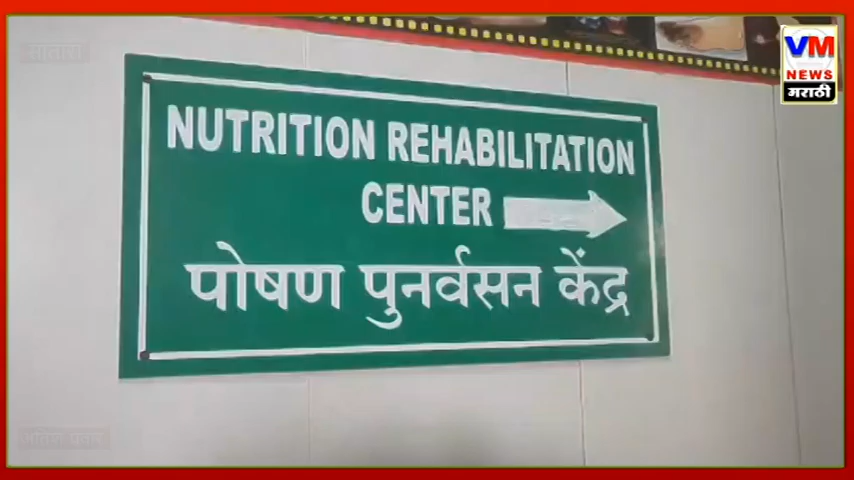 NUTRITION REHABILITATION
CENTER
पोषण पुनर्वसन केंद्र
VM
NEWS
मराठी
सातारा